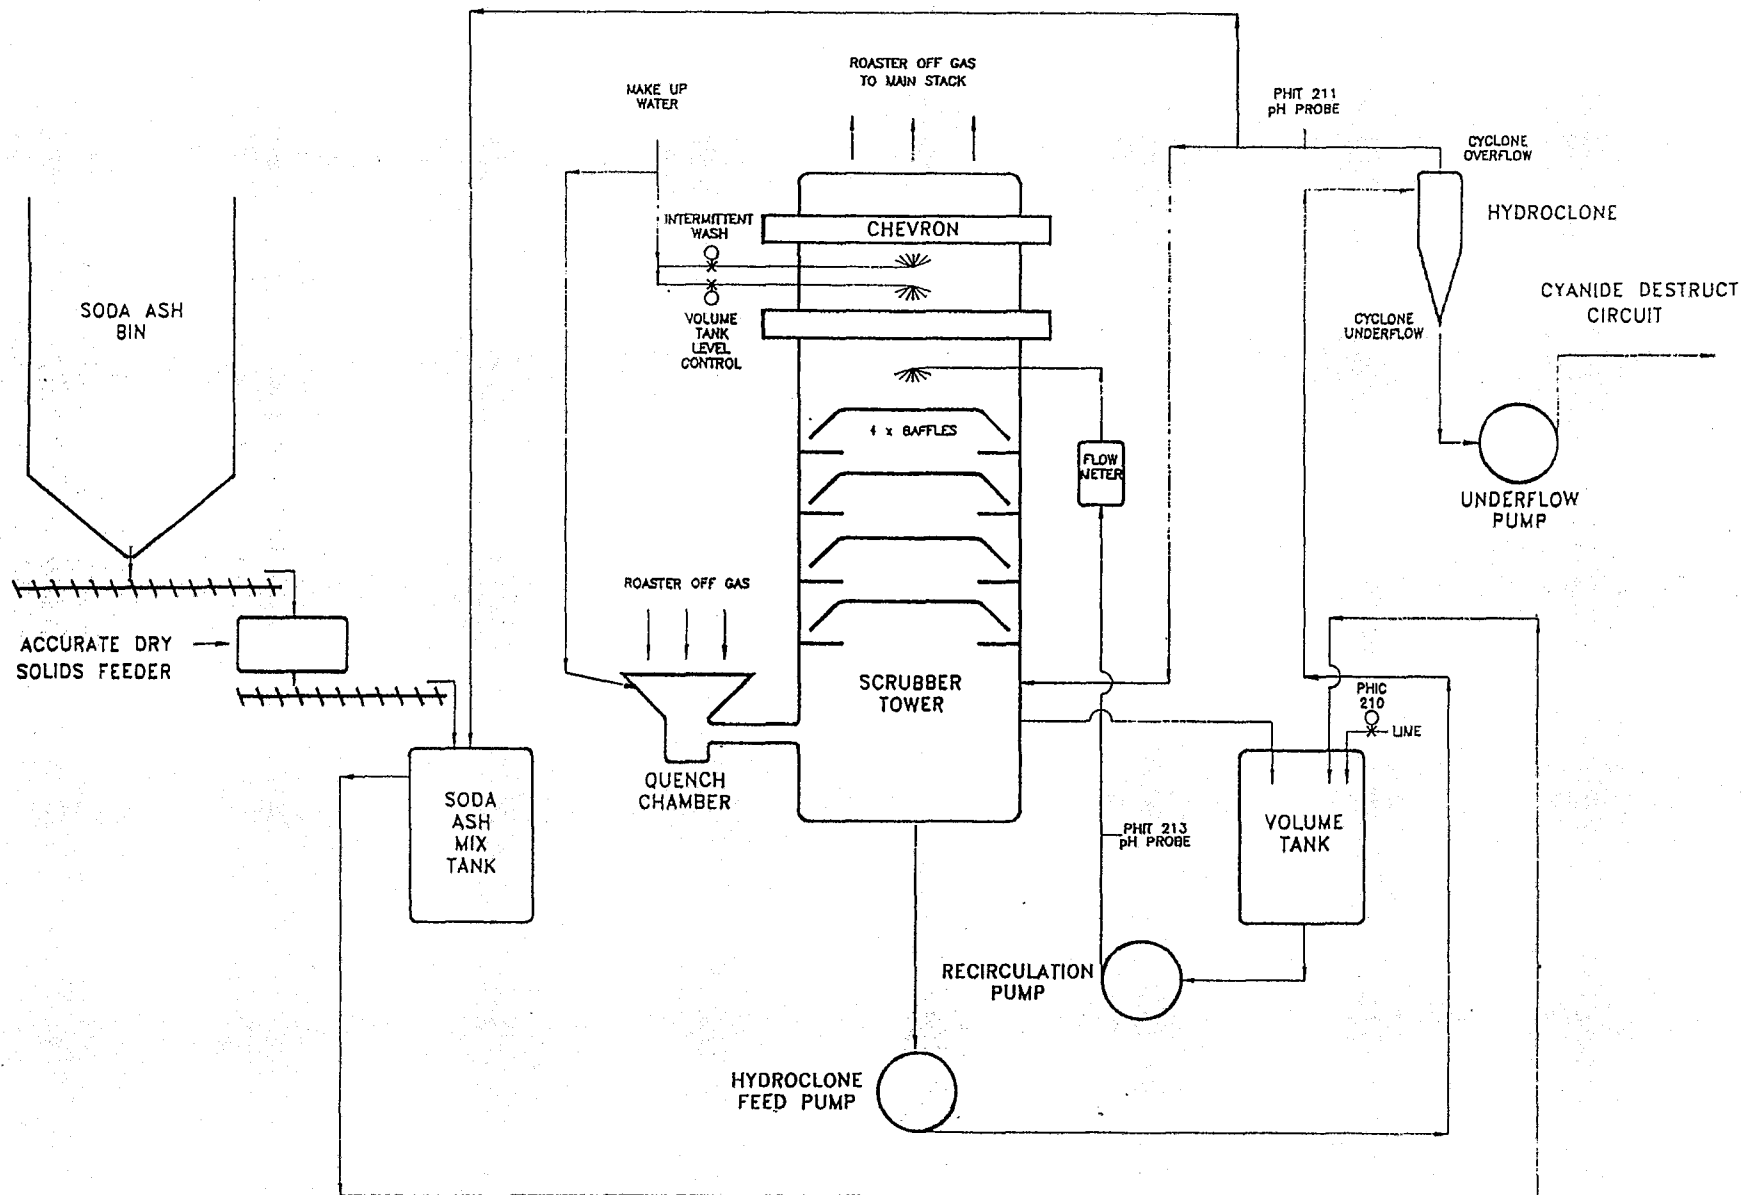 ROASTER OFF GAS
TO MAIN STACK
MAKE UP
WATER
PHIT 211
pH PROBE
CYCLONE
OVERFLOW
HYDROCLONE
INTERMITTENT
WASH
CHEVRON
SODA ASH
BIN
VOLUME
TANK
LEVEL
CONTROL
CYCLONE
UNDERFLOW
CYANIDE DESTRUCT
CIRCUIT
4 x BAFFLES
FLOW
METER
UNDERFLOW
PUMP
ROASTER OFF GAS
ACCURATE DRY
SOLIDS FEEDER
SCRUBBER
TOWER
PHIC
210
LIME
QUENCH
CHAMBER
SODA
ASH
MIX
TANK
VOLUME
TANK
PHIT 213
pH PROBE
RECIRCULATION
PUMP
HYDROCLONE
FEED PUMP